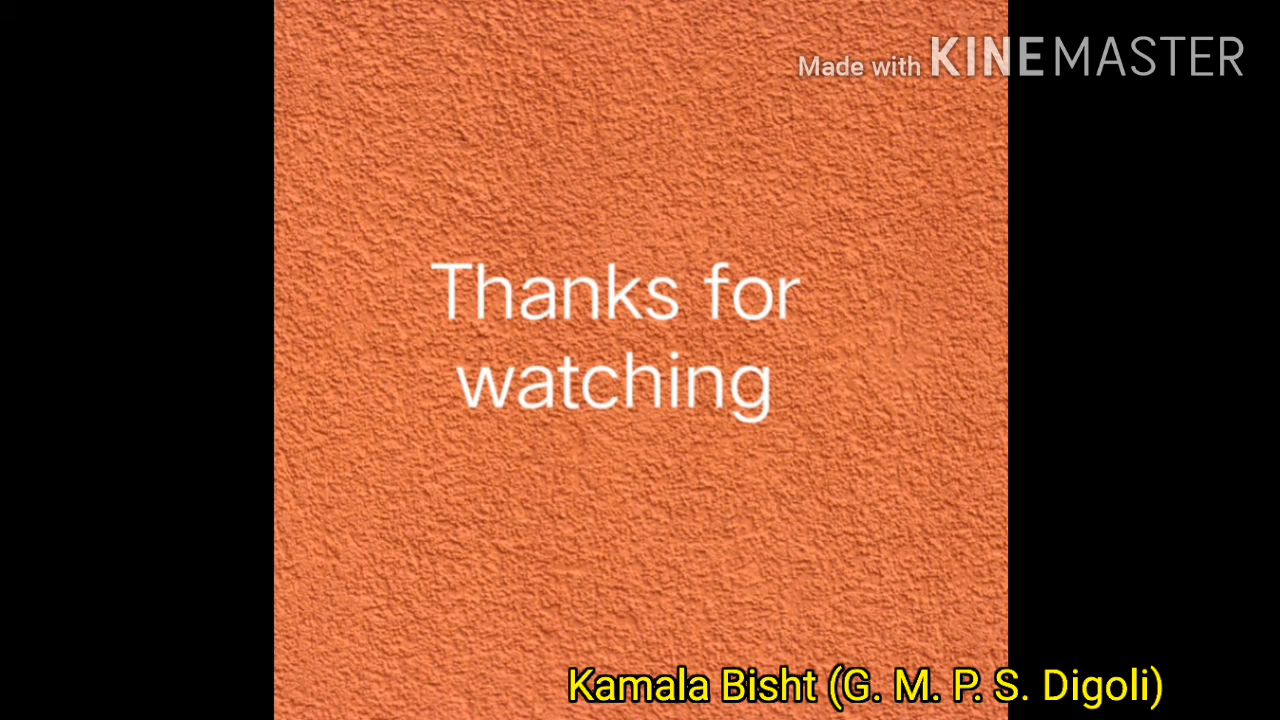 Made with KINEMASTER
Thanks for
watching
Kamala Bisht (G. M. P. S. Digoli)